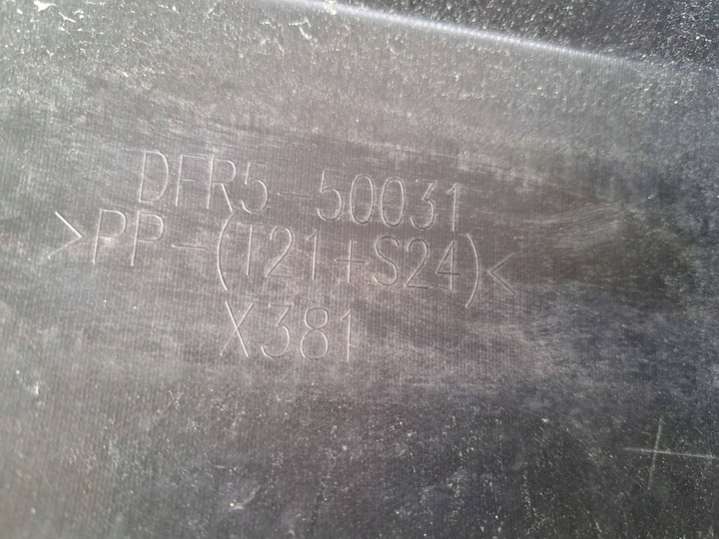 DFR5-50031
>PP-(T21+S24)<
X381